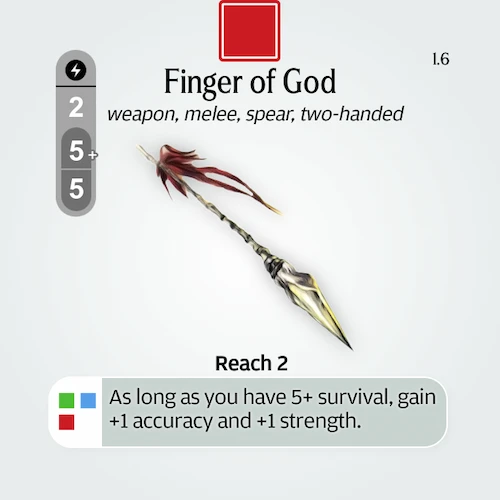 1.6
Finger of God
weapon, melee, spear, two-handed
2
5+
5
Reach 2
As long as you have 5+ survival, gain
+1 accuracy and +1 strength.